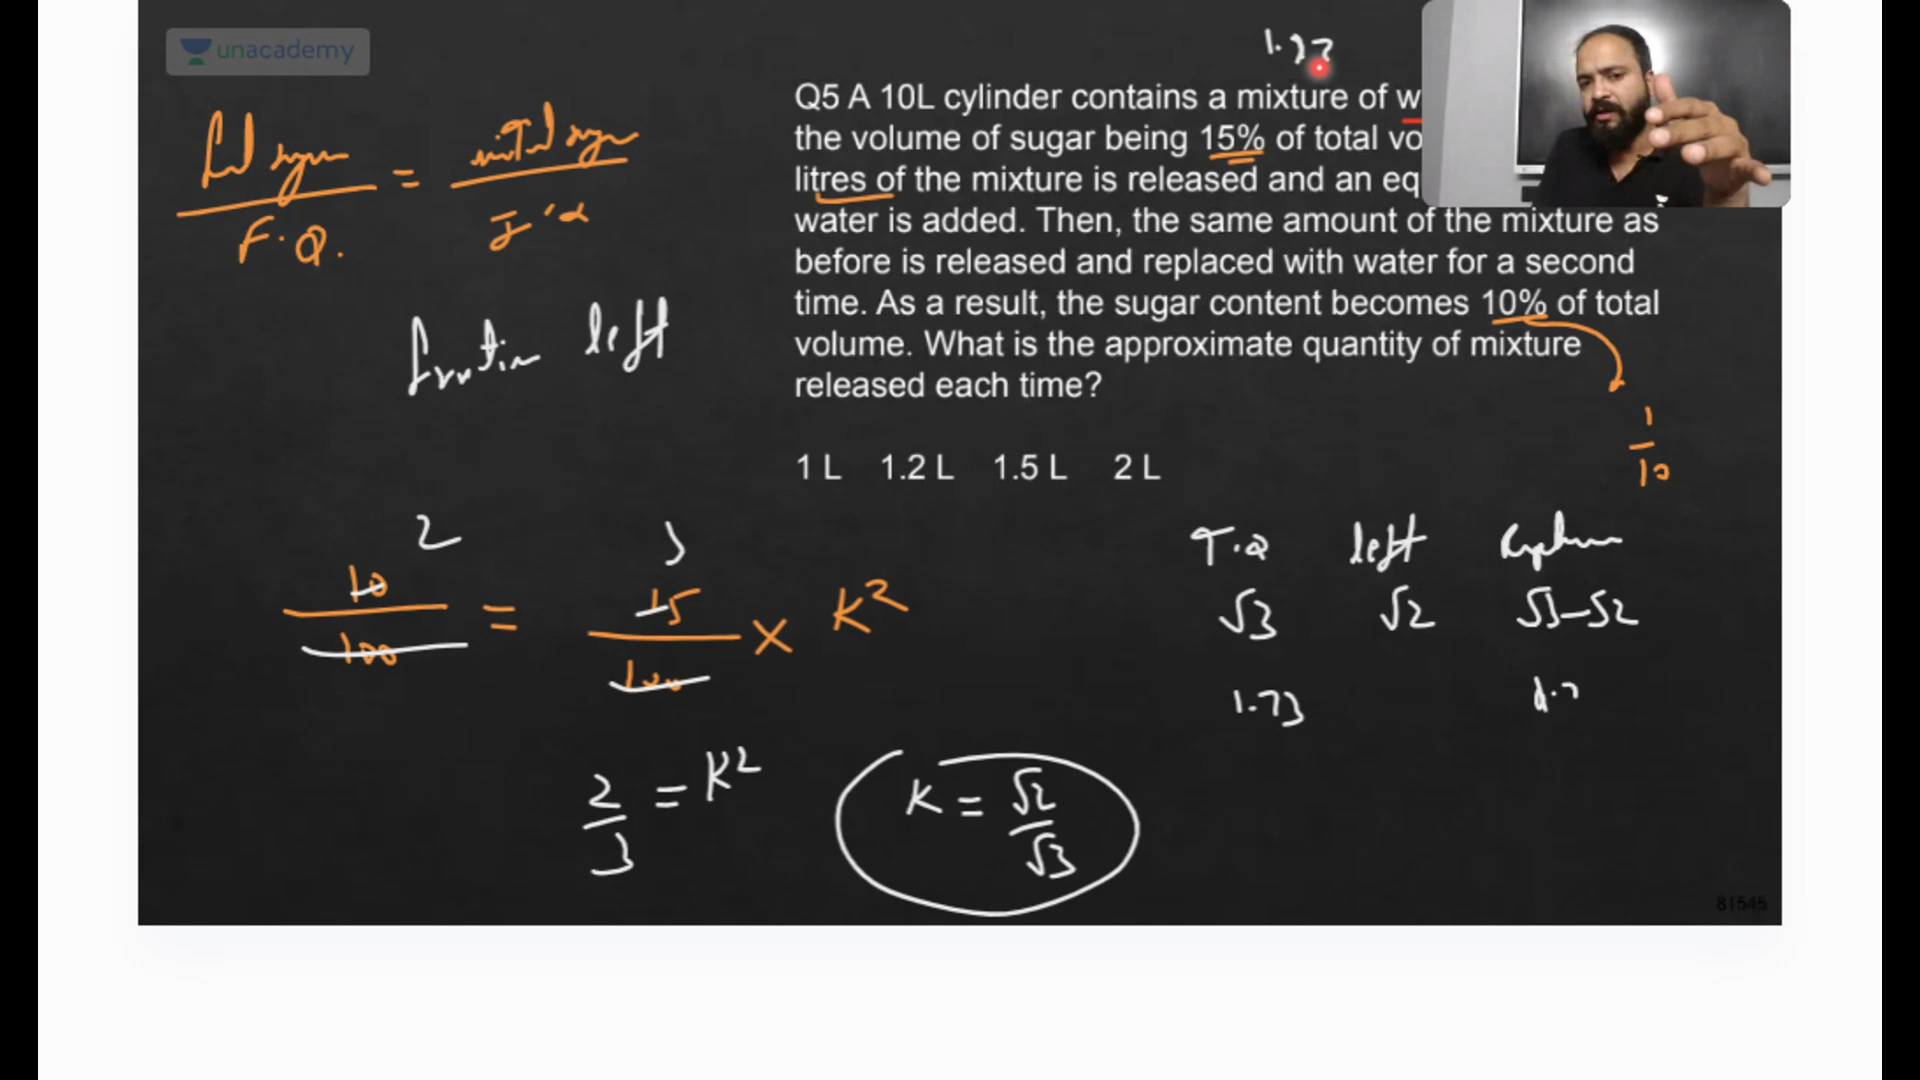 unacademy
1.73
Q5 A 10L cylinder contains a mixture of w
the volume of sugar being 15% of total vo
litres of the mixture is released and an eq
water is added. Then, the same amount of the mixture as
before is released and replaced with water for a second
time. As a result, the sugar content becomes 10% of total
volume. What is the approximate quantity of mixture
released each time?
1 L 1.2 L 1.5 L 2 L
sugar = initial sugar
F.Q.
left
1
10
2 3
10 = 15 × K²
100 100
T.Q left
√3 √2 √3-√2
1.73
2 = K²
3
K = √2
√3
81545